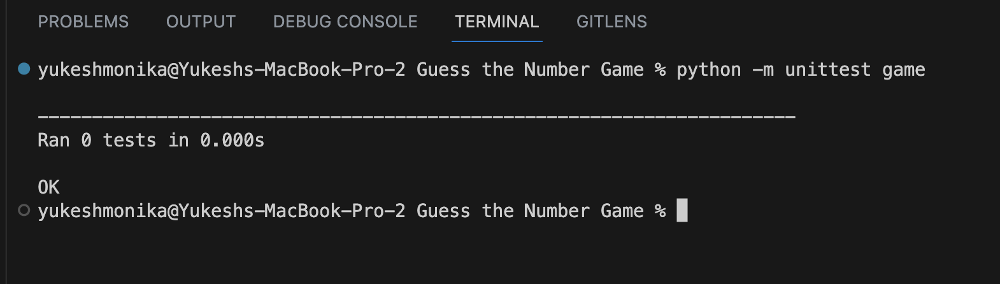 PROBLEMS OUTPUT DEBUG CONSOLE TERMINAL GITLENS
yukeshmonika@Yukeshs-MacBook-Pro-2 Guess the Number Game % python -m unittest game
----------------------------------------------------------------------
Ran 0 tests in 0.000s
OK
yukeshmonika@Yukeshs-MacBook-Pro-2 Guess the Number Game %